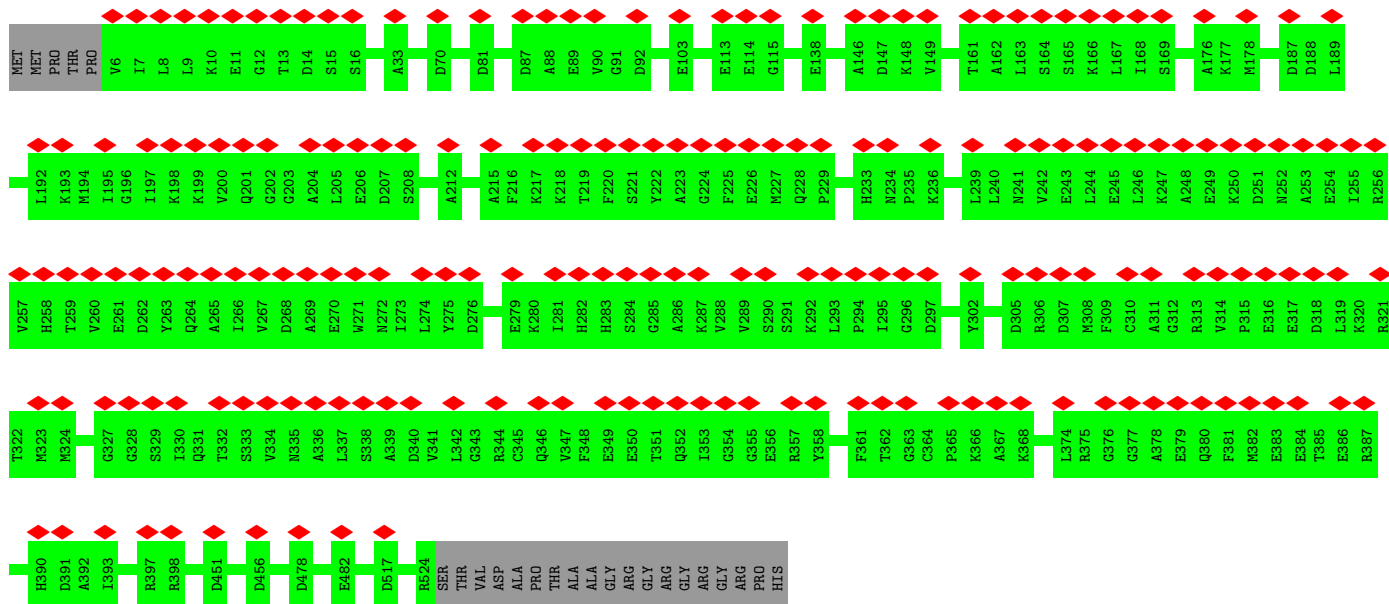 MET MET PRO THR PRO V6 I7 L8 L9 K10 E11 G12 T13 D14 S15 S16 A33 D70 D81 D87 A88 E89 V90 G91 D92 E103 E113 E114 G115 E138 A146 D147 K148 V149 T161 A162 L163 S164 S165 K166 L167 I168 S169 A176 K177 M178 D187 D188 L189
L192 K193 M194 I195 G196 I197 K198 K199 V200 Q201 G202 G203 A204 L205 E206 D207 S208 A212 A215 F216 K217 K218 T219 F220 S221 Y222 A223 G224 F225 E226 M227 Q228 P229 H233 N234 P235 K236 L239 L240 N241 V242 E243 L244 E245 L246 K247 A248 E249 K250 D251 N252 A253 E254 I255 R256
V257 H258 T259 V260 E261 D262 Y263 Q264 A265 I266 V267 D268 A269 E270 W271 N272 I273 L274 Y275 D276 E279 K280 I281 H282 H283 S284 G285 A286 K287 V288 V289 S290 S291 K292 L293 P294 I295 G296 D297 Y302 D305 R306 D307 M308 F309 C310 A311 G312 R313 V314 P315 E316 E317 D318 L319 K320 R321
T322 M323 M324 G327 G328 S329 I330 Q331 T332 S333 V334 N335 A336 L337 S338 A339 D340 V341 L342 G343 R344 C345 Q346 V347 F348 E349 E350 T351 Q352 I353 G354 G355 E356 R357 Y358 F361 T362 G363 C364 P365 K366 A367 K368 L374 R375 G376 G377 A378 E379 Q380 F381 M382 E383 E384 T385 E386 R387
H390 D391 A392 I393 R397 R398 D451 D456 D478 E482 D517 R524 SER THR VAL ASP ALA PRO THR ALA ALA GLY ARG GLY ARG GLY ARG GLY ARG PRO HIS